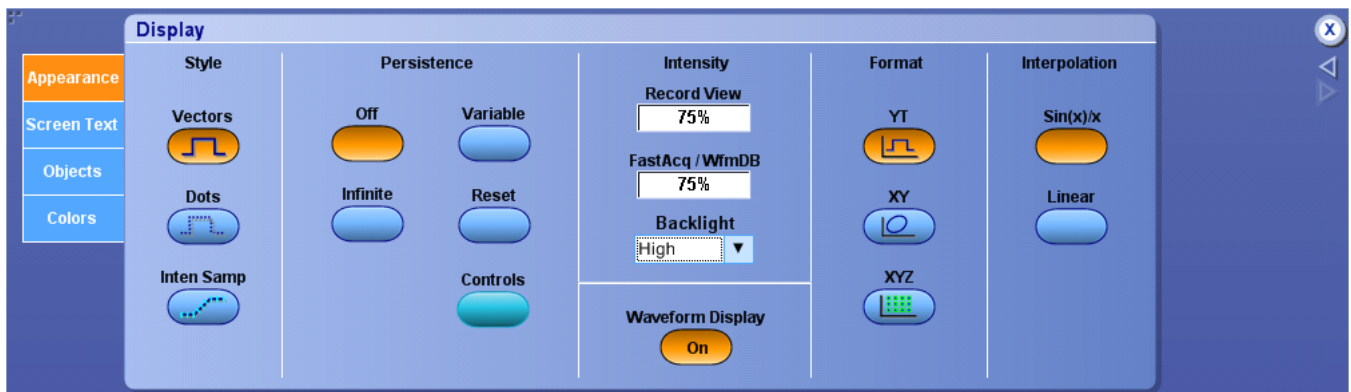 Display
X
Appearance
Screen Text
Objects
Colors
Style
Vectors
Dots
Inten Samp
Persistence
Off
Variable
Infinite
Reset
Controls
Intensity
Record View
75%
FastAcq / WfmDB
75%
Backlight
High
Waveform Display
On
Format
YT
XY
XYZ
Interpolation
Sin(x)/x
Linear